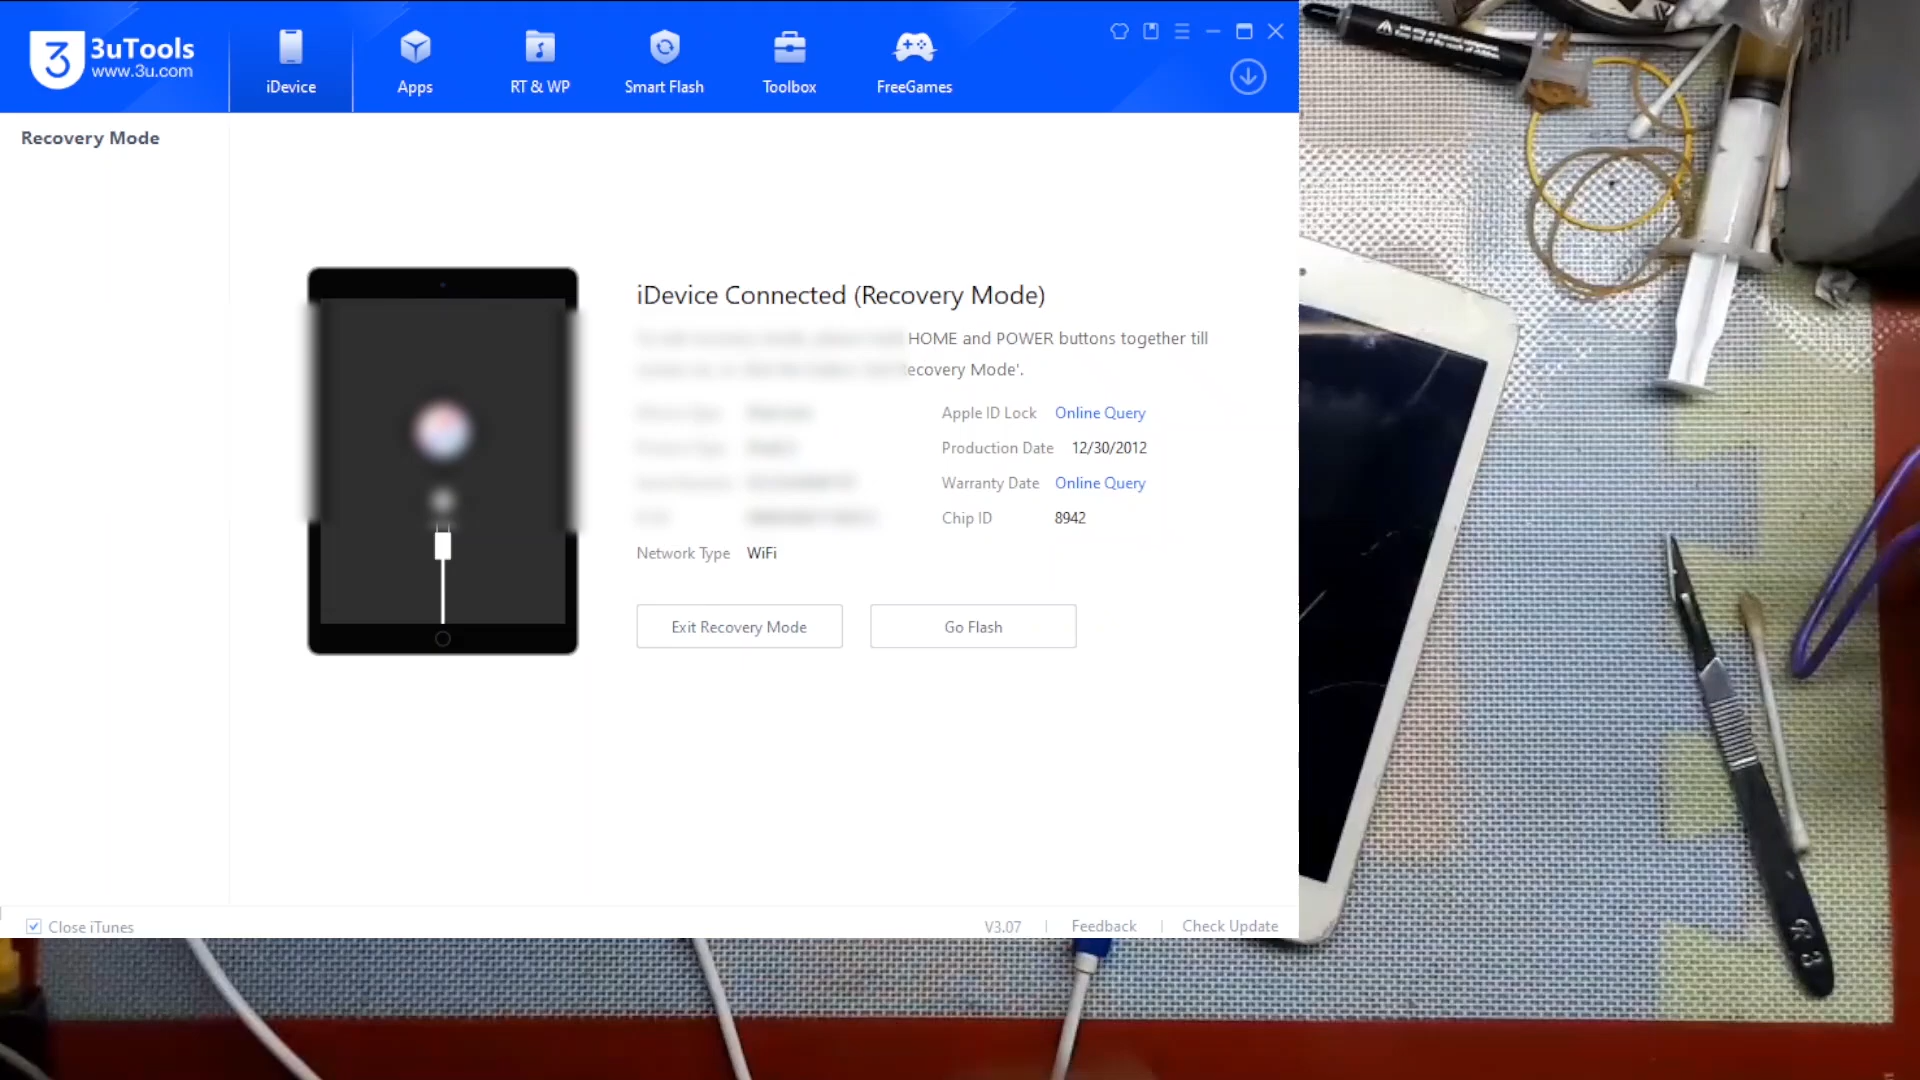 3 3uTools
www.3u.com
iDevice
Apps
RT & WP
Smart Flash
Toolbox
FreeGames
Recovery Mode
iDevice Connected (Recovery Mode)
HOME and POWER buttons together till
ecovery Mode'.
Apple ID Lock Online Query
Production Date 12/30/2012
Warranty Date Online Query
Chip ID 8942
Network Type WiFi
Exit Recovery Mode
Go Flash
Close iTunes
V3.07
Feedback
Check Update